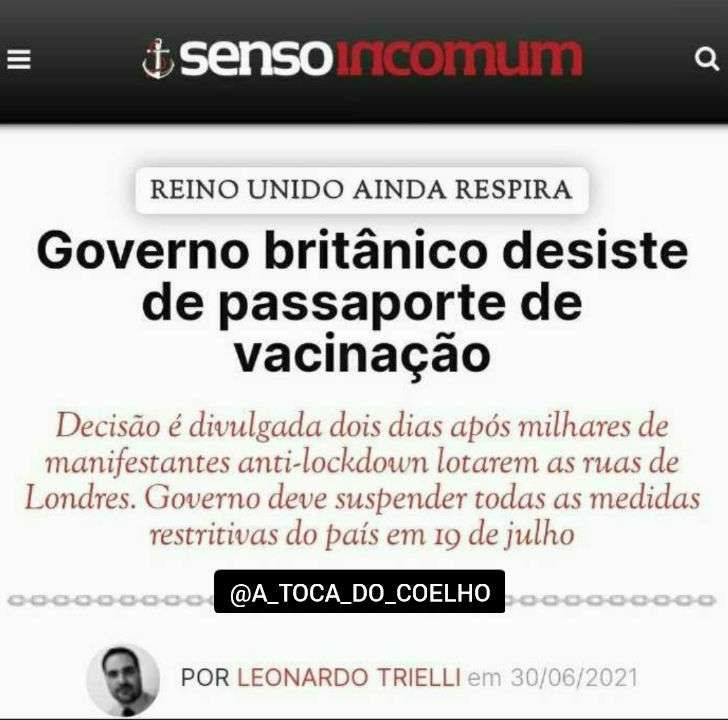 sensoincomum
REINO UNIDO AINDA RESPIRA
Governo britânico desiste
de passaporte de
vacinação
Decisão é divulgada dois dias após milhares de
manifestantes anti-lockdown lotarem as ruas de
Londres. Governo deve suspender todas as medidas
restritivas do país em 19 de julho
@A_TOCA_DO_COELHO
POR LEONARDO TRIELLI em 30/06/2021